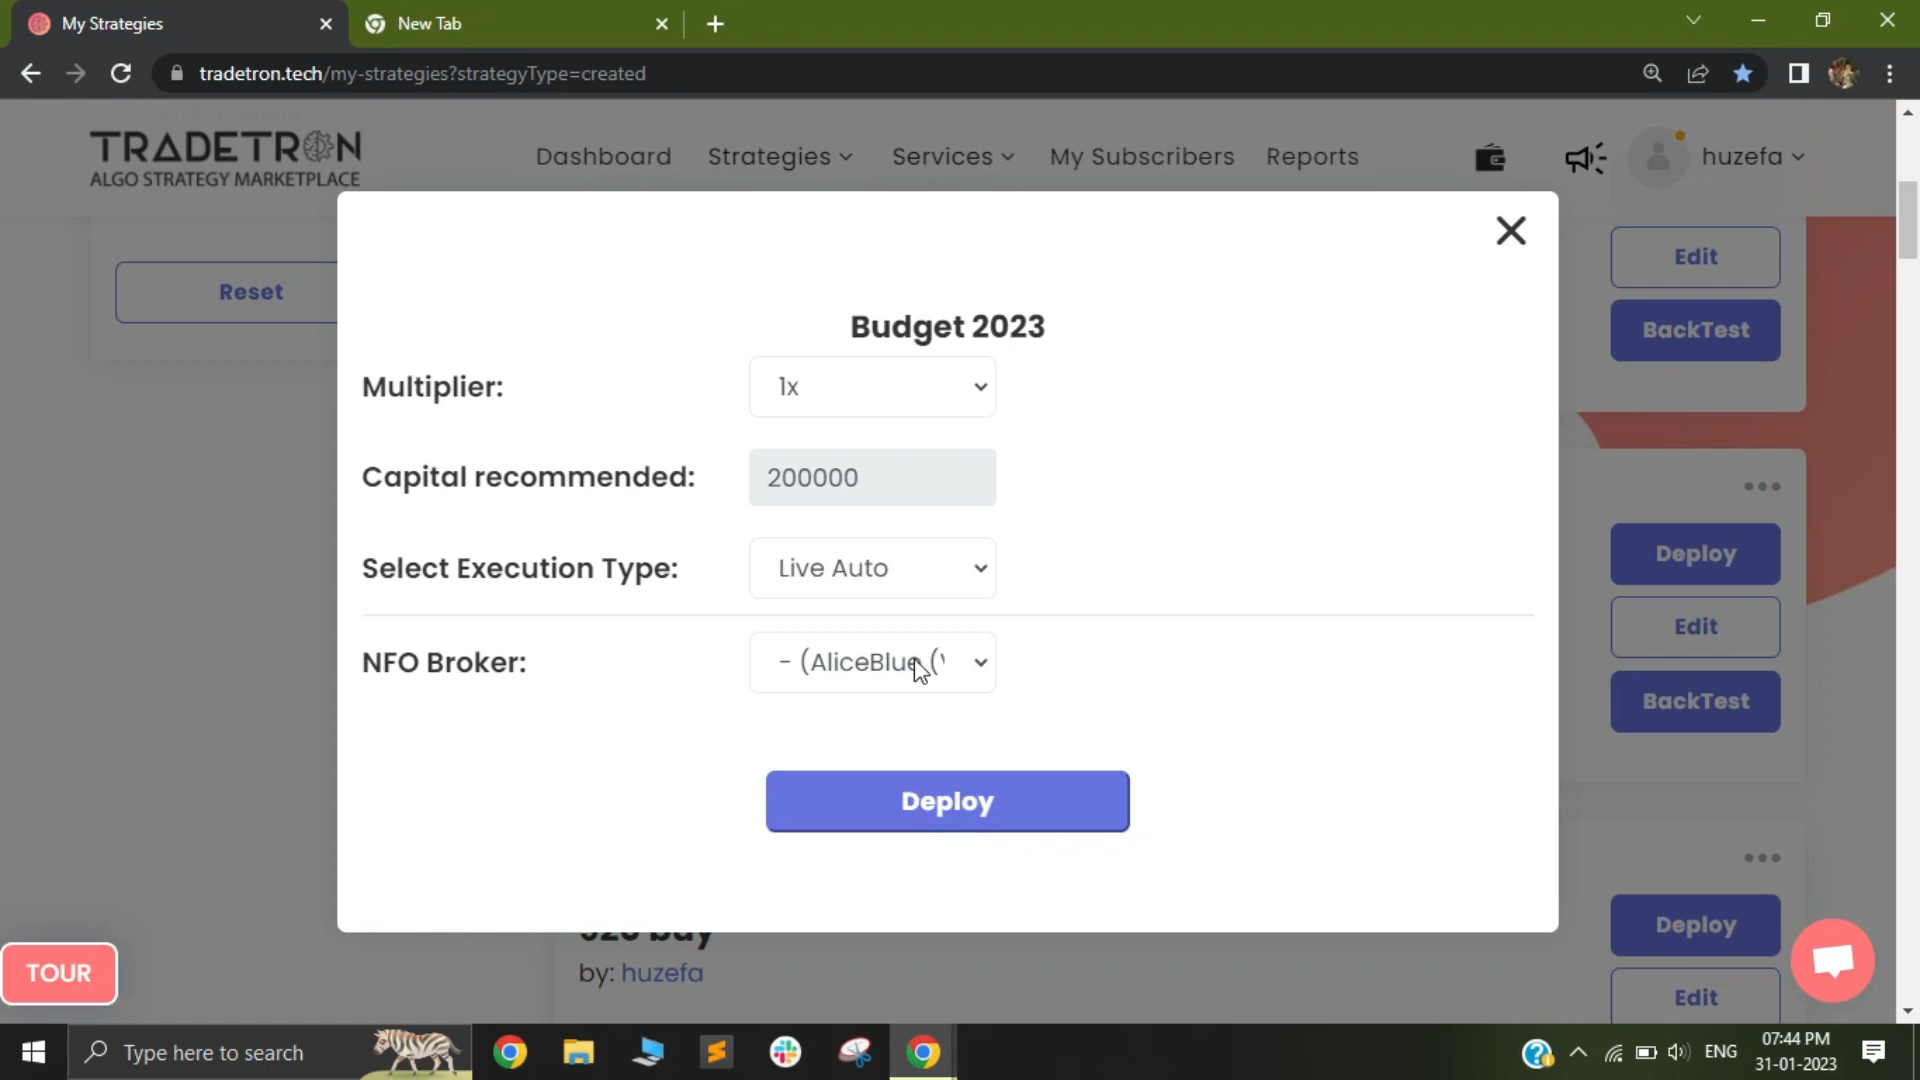 My Strategies
New Tab
tradetron.tech/my-strategies?strategyType=created
TRADETRON
ALGO STRATEGY MARKETPLACE
Dashboard
Strategies
Services
My Subscribers
Reports
huzefa
Reset
Edit
BackTest
Budget 2023
Multiplier:
1x
Capital recommended:
200000
Select Execution Type:
Live Auto
NFO Broker:
- (AliceBlue (
Deploy
Deploy
Edit
BackTest
by: huzefa
Deploy
Edit
TOUR
Type here to search
ENG
07:44 PM
31-01-2023